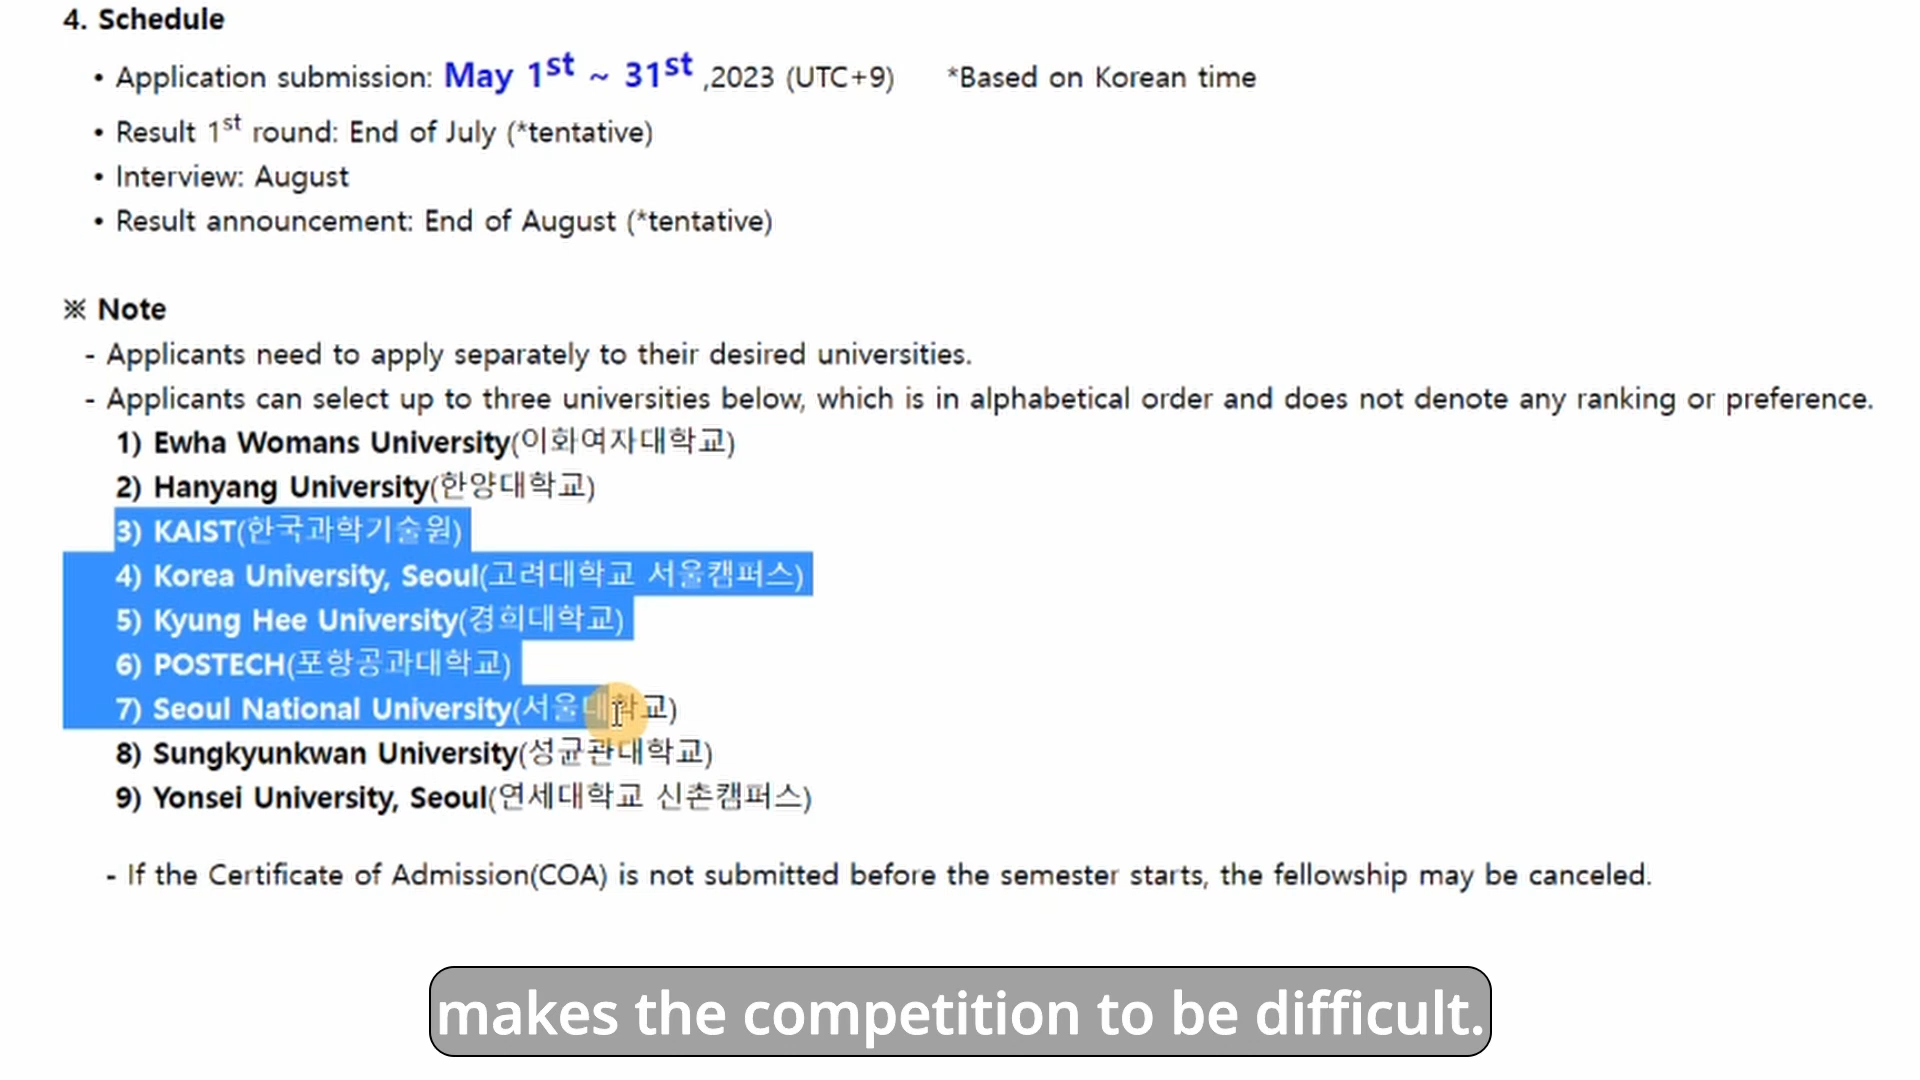 4. Schedule
• Application submission: May 1st ~ 31st ,2023 (UTC+9) *Based on Korean time
• Result 1st round: End of July (*tentative)
• Interview: August
• Result announcement: End of August (*tentative)
※ Note
- Applicants need to apply separately to their desired universities.
- Applicants can select up to three universities below, which is in alphabetical order and does not denote any ranking or preference.
1) Ewha Womans University(이화여자대학교)
2) Hanyang University(한양대학교)
3) KAIST(한국과학기술원)
4) Korea University, Seoul(고려대학교 서울캠퍼스)
5) Kyung Hee University(경희대학교)
6) POSTECH(포항공과대학교)
7) Seoul National University(서울대학교)
8) Sungkyunkwan University(성균관대학교)
9) Yonsei University, Seoul(연세대학교 신촌캠퍼스)
- If the Certificate of Admission(COA) is not submitted before the semester starts, the fellowship may be canceled.
makes the competition to be difficult.